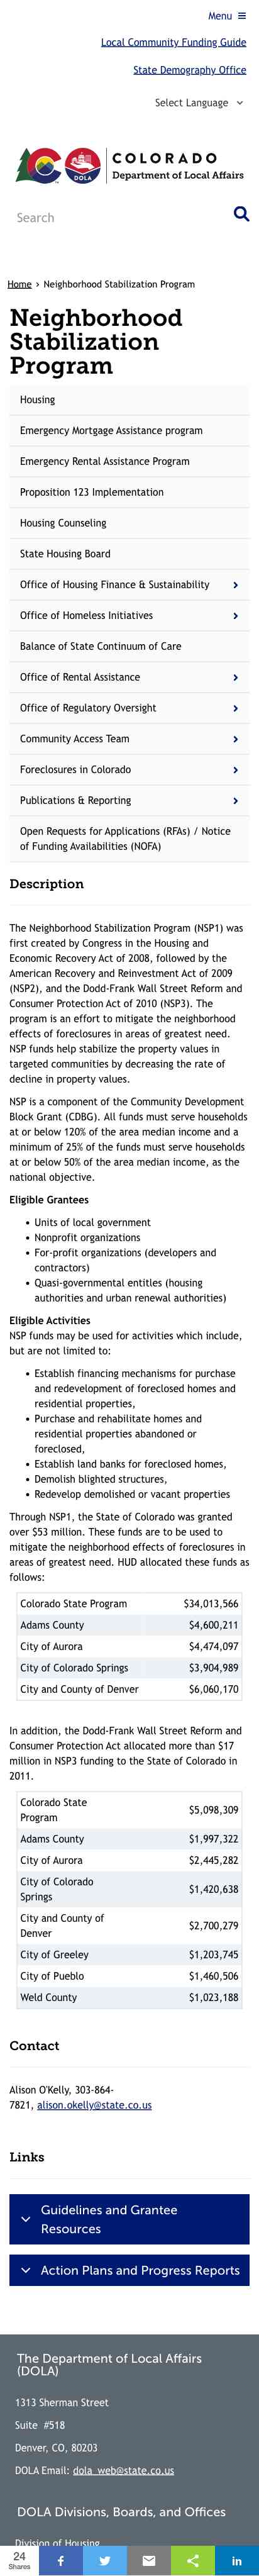 Menu
Local Community Funding Guide
State Demography Office
Select Language
DOLA
COLORADO
Department of Local Affairs
Search
Home › Neighborhood Stabilization Program
Neighborhood
Stabilization
Program
Housing
Emergency Mortgage Assistance program
Emergency Rental Assistance Program
Proposition 123 Implementation
Housing Counseling
State Housing Board
Office of Housing Finance & Sustainability
Office of Homeless Initiatives
Balance of State Continuum of Care
Office of Rental Assistance
Office of Regulatory Oversight
Community Access Team
Foreclosures in Colorado
Publications & Reporting
Open Requests for Applications (RFAs) / Notice
of Funding Availabilities (NOFA)
Description
The Neighborhood Stabilization Program (NSP1) was
first created by Congress in the Housing and
Economic Recovery Act of 2008, followed by the
American Recovery and Reinvestment Act of 2009
(NSP2), and the Dodd-Frank Wall Street Reform and
Consumer Protection Act of 2010 (NSP3). The
program is an effort to mitigate the neighborhood
effects of foreclosures in areas of greatest need.
NSP funds help stabilize the property values in
targeted communities by decreasing the rate of
decline in property values.
NSP is a component of the Community Development
Block Grant (CDBG). All funds must serve households
at or below 120% of the area median income and a
minimum of 25% of the funds must serve households
at or below 50% of the area median income, as the
national objective.
Eligible Grantees
• Units of local government
• Nonprofit organizations
• For-profit organizations (developers and
contractors)
• Quasi-governmental entities (housing
authorities and urban renewal authorities)
Eligible Activities
NSP funds may be used for activities which include,
but are not limited to:
• Establish financing mechanisms for purchase
and redevelopment of foreclosed homes and
residential properties,
• Purchase and rehabilitate homes and
residential properties abandoned or
foreclosed,
• Establish land banks for foreclosed homes,
• Demolish blighted structures,
• Redevelop demolished or vacant properties
Through NSP1, the State of Colorado was granted
over $53 million. These funds are to be used to
mitigate the neighborhood effects of foreclosures in
areas of greatest need. HUD allocated these funds as
follows:
Colorado State Program $34,013,566
Adams County $4,600,211
City of Aurora $4,474,097
City of Colorado Springs $3,904,989
City and County of Denver $6,060,170
In addition, the Dodd-Frank Wall Street Reform and
Consumer Protection Act allocated more than $17
million in NSP3 funding to the State of Colorado in
2011.
Colorado State
Program $5,098,309
Adams County $1,997,322
City of Aurora $2,445,282
City of Colorado
Springs $1,420,638
City and County of
Denver $2,700,279
City of Greeley $1,203,745
City of Pueblo $1,460,506
Weld County $1,023,188
Contact
Alison O'Kelly, 303-864-
7821, alison.okelly@state.co.us
Links
Guidelines and Grantee
Resources
Action Plans and Progress Reports
The Department of Local Affairs
(DOLA)
1313 Sherman Street
Suite #518
Denver, CO, 80203
DOLA Email: dola_web@state.co.us
DOLA Divisions, Boards, and Offices
Division of Housing
24
Shares